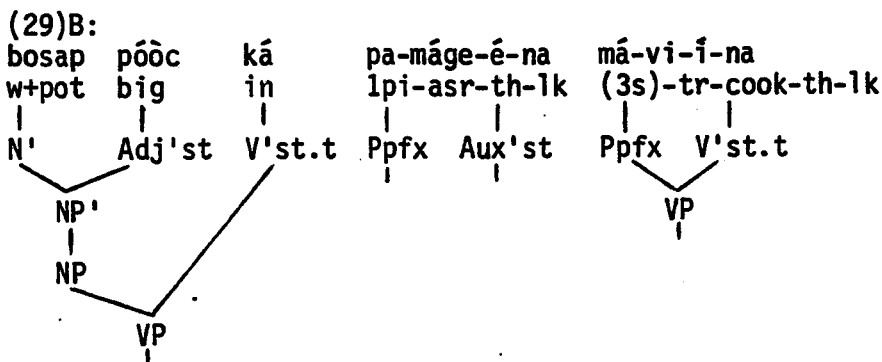 (29)B:
bosap póòc ká pa-máge-é-na má-vi-í-na
w+pot big in 1pi-asr-th-lk (3s)-tr-cook-th-lk
N' Adj'st V'st.t Ppfx Aux'st Ppfx V'st.t
NP' VP
NP
VP